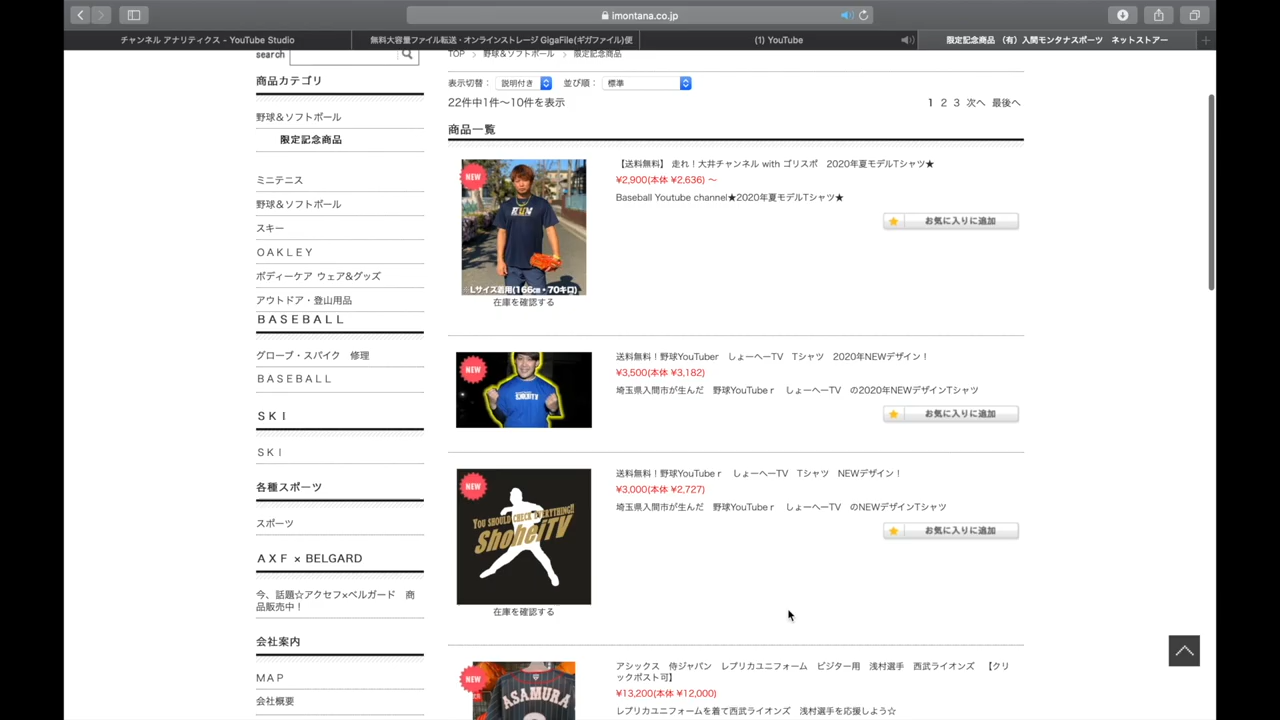 imontana.co.jp
チャンネル アナリティクス - YouTube Studio
無料大容量ファイル転送・オンラインストレージ GigaFile(ギガファイル)便
(1) YouTube
限定記念商品 （有）入間モンタナスポーツ　ネットストアー
search
TOP > 野球＆ソフトボール > 限定記念商品
商品カテゴリ
野球＆ソフトボール
限定記念商品
ミニテニス
野球＆ソフトボール
スキー
ＯＡＫＬＥＹ
ボディーケア ウェア&グッズ
アウトドア・登山用品
ＢＡＳＥＢＡＬＬ
グローブ・スパイク　修理
ＢＡＳＥＢＡＬＬ
ＳＫＩ
ＳＫＩ
各種スポーツ
スポーツ
ＡＸＦ × BELGARD
今、話題☆アクセフ×ベルガード　商
品販売中！
会社案内
ＭＡＰ
会社概要
表示切替： 説明付き 並び順： 標準
22件中1件〜10件を表示
1 2 3 次へ 最後へ
商品一覧
NEW
RUN
※Lサイズ着用(166㎝・70キロ)
在庫を確認する
【送料無料】 走れ！大井チャンネル with ゴリスポ　2020年夏モデルTシャツ★
¥2,900(本体 ¥2,636) 〜
Baseball Youtube channel★2020年夏モデルTシャツ★
お気に入りに追加
NEW
SHOHEITV
送料無料！野球YouTuber　しょーへーTV　Tシャツ　2020年NEWデザイン！
¥3,500(本体 ¥3,182)
埼玉県入間市が生んだ　野球YouTubeｒ　しょーへーTV　の2020年NEWデザインTシャツ
お気に入りに追加
NEW
YOU SHOULD CHECK EVERYTHING!!
ShoheiTV
在庫を確認する
送料無料！野球YouTubeｒ　しょーへーTV　Tシャツ　NEWデザイン！
¥3,000(本体 ¥2,727)
埼玉県入間市が生んだ　野球YouTubeｒ　しょーへーTV　のNEWデザインTシャツ
お気に入りに追加
NEW
ASAMURA
アシックス　侍ジャパン　レプリカユニフォーム　ビジター用　浅村選手　西武ライオンズ　【クリ
ックポスト可】
¥13,200(本体 ¥12,000)
レプリカユニフォームを着て西武ライオンズ　浅村選手を応援しよう☆